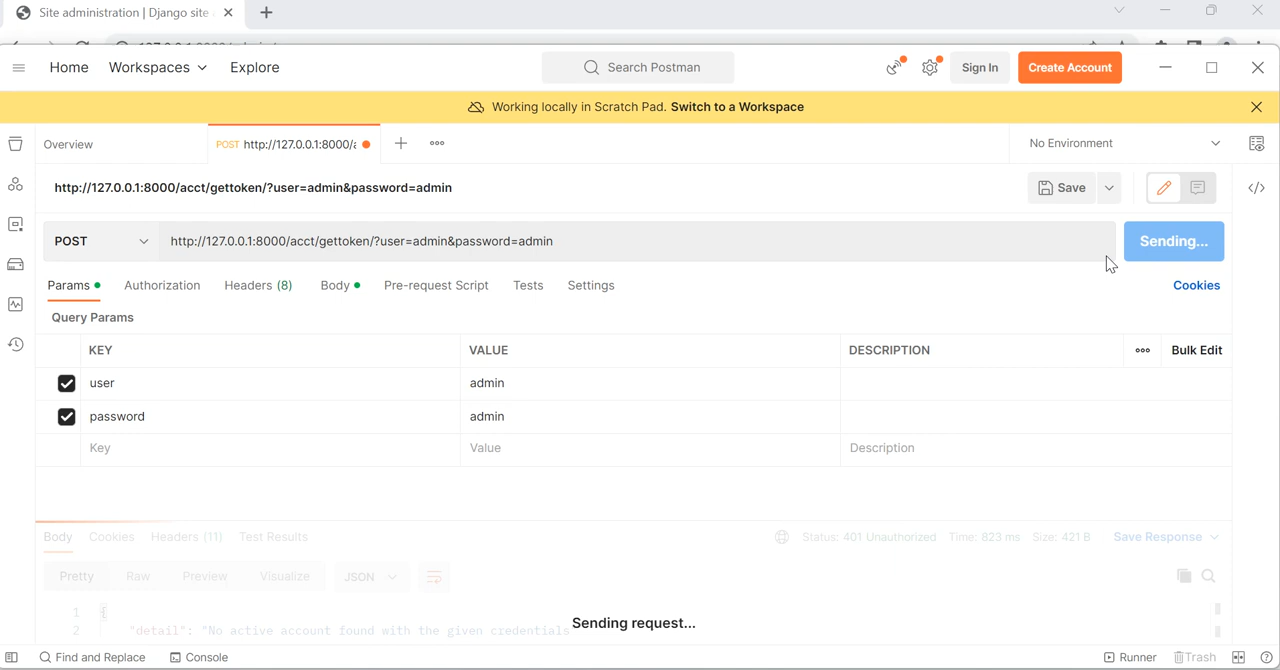 Site administration | Django site
Home Workspaces Explore Search Postman Sign In Create Account
Working locally in Scratch Pad. Switch to a Workspace
Overview POST http://127.0.0.1:8000/a No Environment
http://127.0.0.1:8000/acct/gettoken/?user=admin&password=admin Save
POST http://127.0.0.1:8000/acct/gettoken/?user=admin&password=admin Sending...
Params Authorization Headers (8) Body Pre-request Script Tests Settings Cookies
Query Params
KEY VALUE DESCRIPTION Bulk Edit
user admin
password admin
Key Value Description
Body Cookies Headers (11) Test Results Status: 401 Unauthorized Time: 823 ms Size: 421 B Save Response
Pretty Raw Preview Visualize JSON
1 {
2 "detail": "No active account found with the given credentials
Sending request...
Find and Replace Console Runner Trash